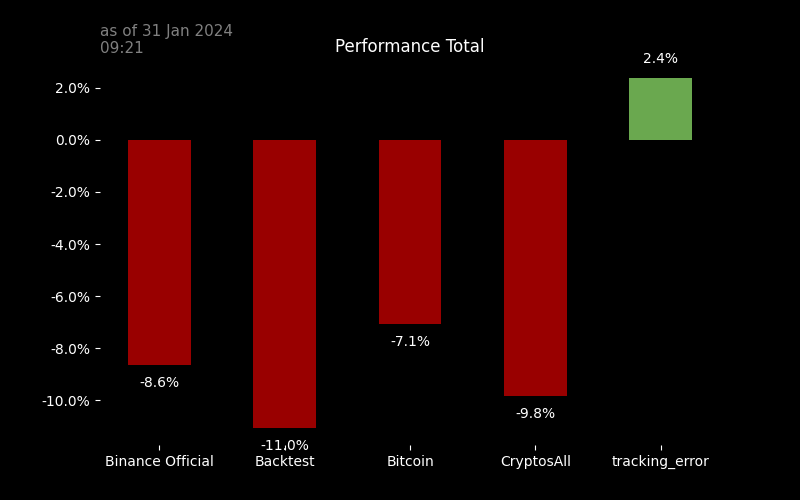 as of 31 Jan 2024
09:21
Performance Total
2.4%
2.0%
0.0%
-2.0%
-4.0%
-6.0%
-8.0%
-10.0%
-8.6%
-11.0%
-7.1%
-9.8%
Binance Official
Backtest
Bitcoin
CryptosAll
tracking_error